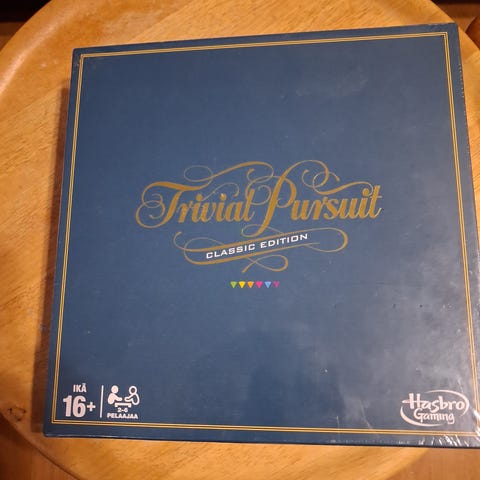 Trivial Pursuit
CLASSIC EDITION
IKÄ
16+
2-6
PELAAJAA
Hasbro
Gaming